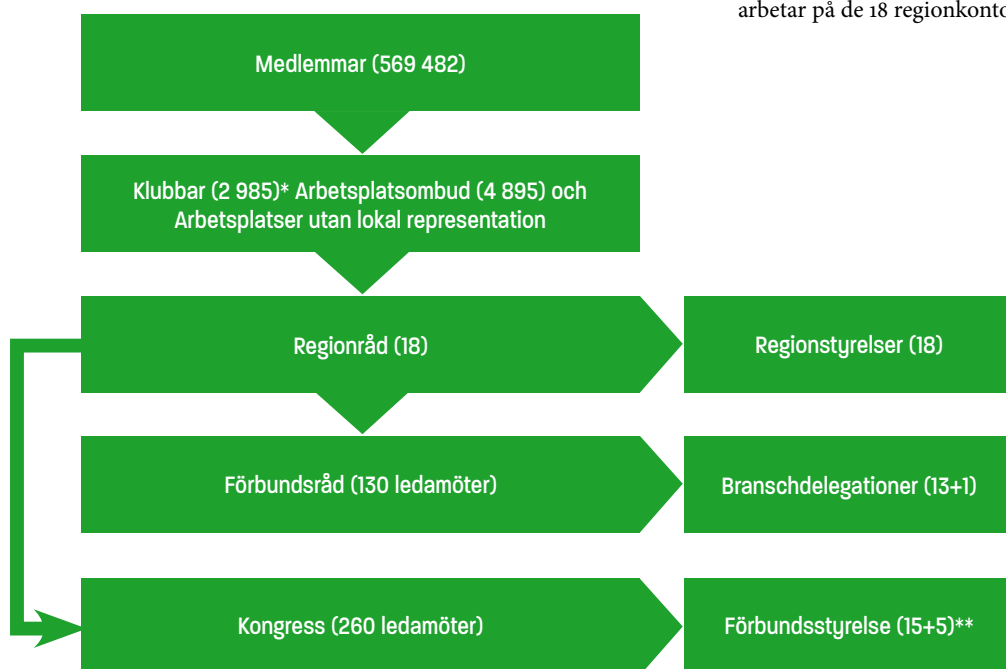 arbetar på de 18 regionkonto
Medlemmar (569 482)
Klubbar (2 985)* Arbetsplatsombud (4 895) och
Arbetsplatser utan lokal representation
Regionråd (18)
Regionstyrelser (18)
Förbundsråd (130 ledamöter)
Branschdelegationer (13+1)
Kongress (260 ledamöter)
Förbundsstyrelse (15+5)**